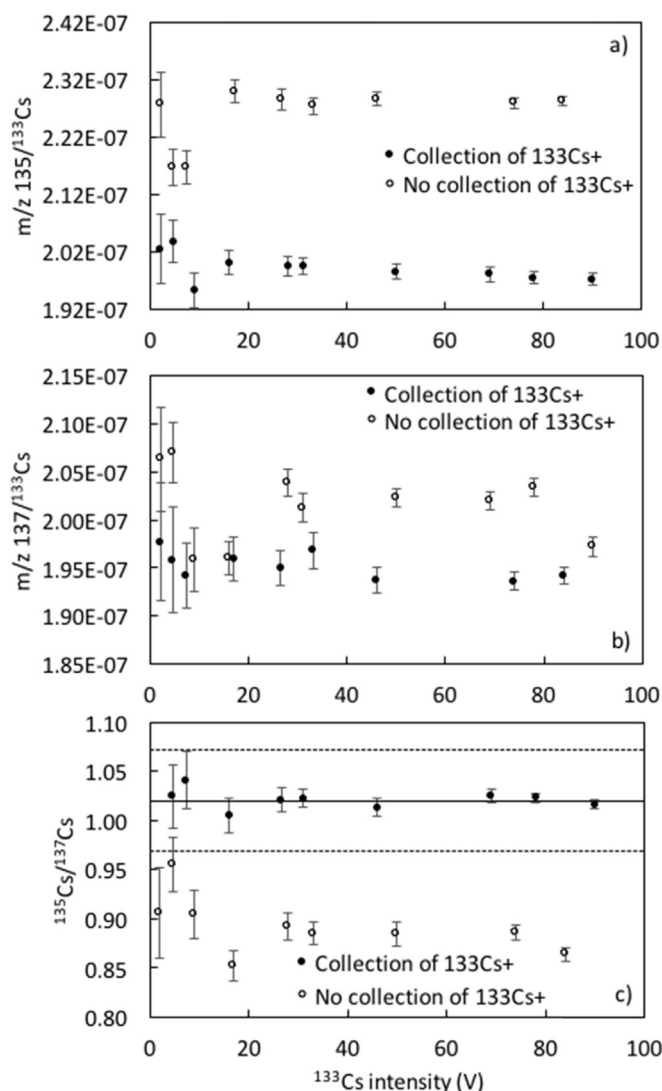 2.42E-07
a)
2.32E-07
2.22E-07
Collection of 133Cs+
No collection of 133Cs+
2.12E-07
2.02E-07
1.92E-07
m/z 135/¹³³Cs
0 20 40 60 80 100
2.15E-07
Collection of 133Cs+
2.10E-07
No collection of 133Cs+
2.05E-07
2.00E-07
1.95E-07
1.90E-07
b)
1.85E-07
m/z 137/¹³³Cs
0 20 40 60 80 100
1.10
1.05
1.00
0.95
0.90
0.85
Collection of 133Cs+
No collection of 133Cs+
c)
0.80
¹³⁵Cs/¹³⁷Cs
0 20 40 60 80 100
¹³³Cs intensity (V)